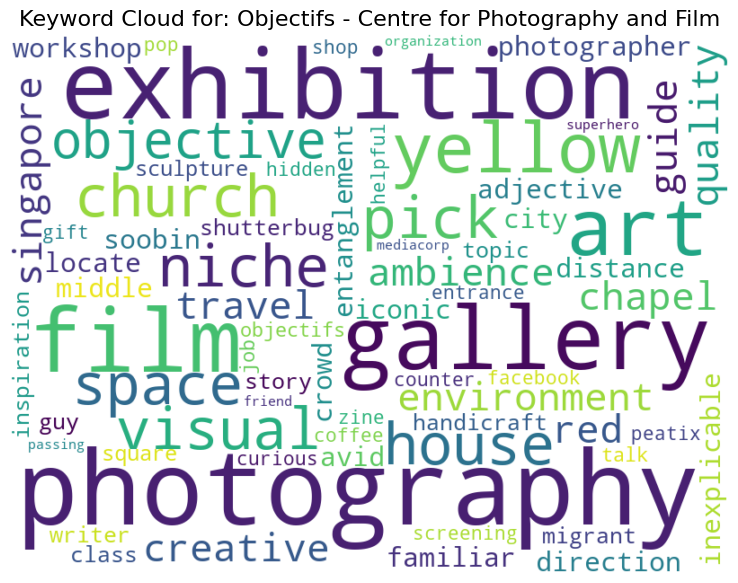 Keyword Cloud for: Objectifs - Centre for Photography and Film
workshop pop shop organization photographer
exhibition
singapore objective hidden helpful superhero yellow guide quality
sculpture
church entanglement adjective
gift soobin shutterbug pick city art
locate niche mediacorp topic
middle travel ambience distance
entrance
inspiration iconic chapel
film objectifs gallery
job
space story crowd counter facebook
friend environment
guy visual zine handicraft red peatix inexplicable
passing coffee house
square curious avid talk
photography
writer screening migrant
class creative familiar direction